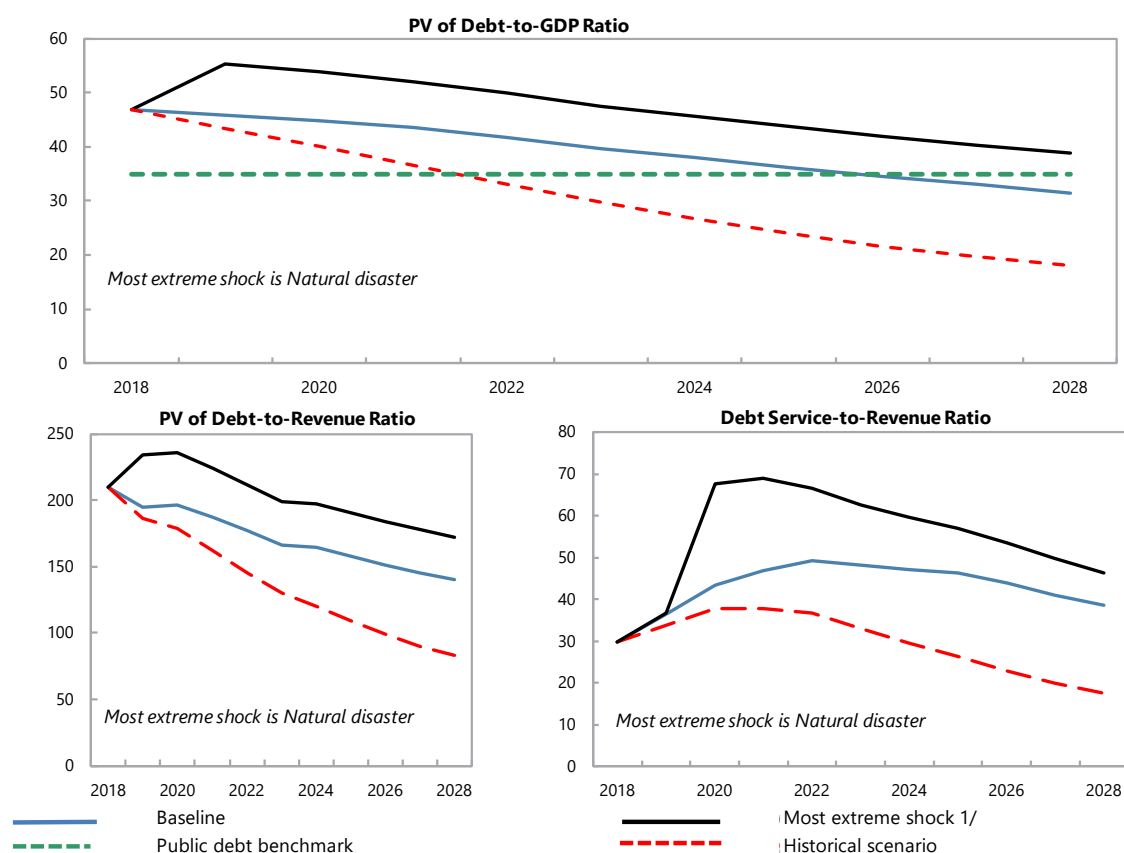 PV of Debt-to-GDP Ratio
60
50
40
30
20
10
0
Most extreme shock is Natural disaster
2018 2020 2022 2024 2026 2028
PV of Debt-to-Revenue Ratio
250
200
150
100
50
0
Most extreme shock is Natural disaster
2018 2020 2022 2024 2026 2028
Debt Service-to-Revenue Ratio
80
70
60
50
40
30
20
10
0
Most extreme shock is Natural disaster
2018 2020 2022 2024 2026 2028
Baseline
Most extreme shock 1/
Public debt benchmark
Historical scenario